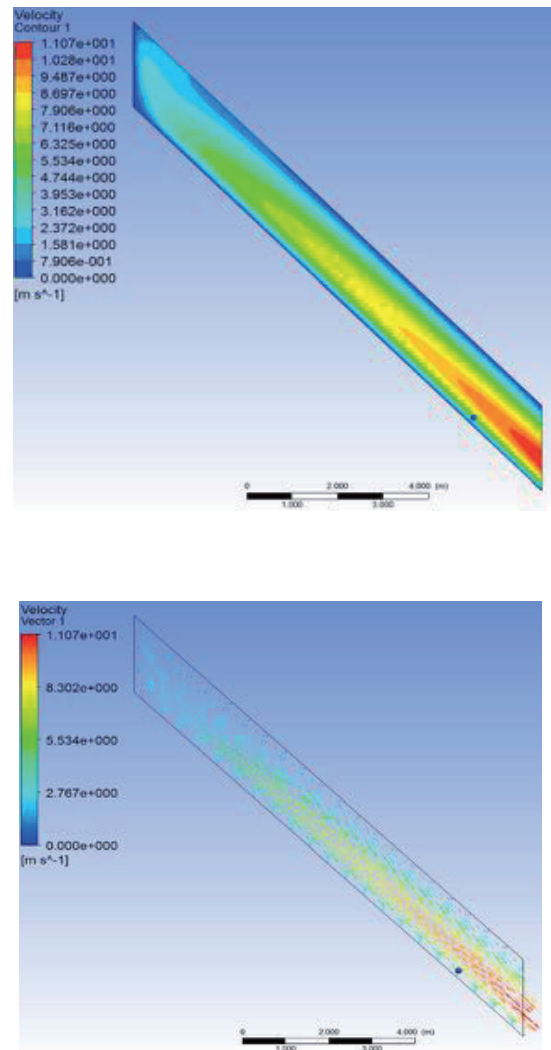 Velocity
Contour 1
1.107e+001
1.028e+001
9.487e+000
8.697e+000
7.906e+000
7.116e+000
6.325e+000
5.534e+000
4.744e+000
3.953e+000
3.162e+000
2.372e+000
1.581e+000
7.906e-001
0.000e+000
[m s^-1]
0 2.000 4.000 (m)
1.000 3.000
Velocity
Vector 1
1.107e+001
8.302e+000
5.534e+000
2.767e+000
0.000e+000
[m s^-1]
0 2.000 4.000 (m)
1.000 3.000